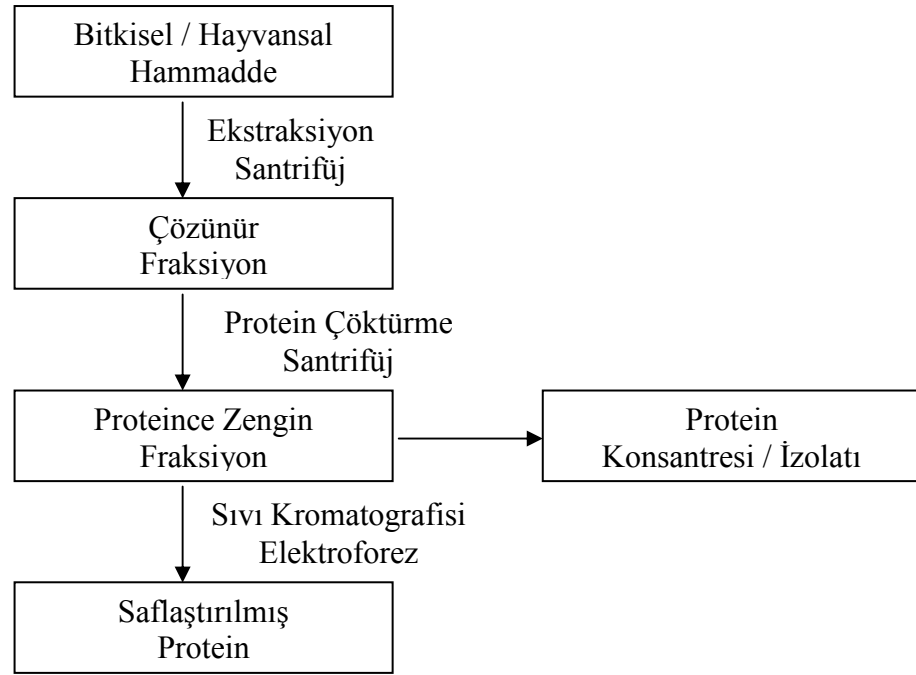 Bitkisel / Hayvansal
Hammadde
Ekstraksiyon
Santrifüj
Çözünür
Fraksiyon
Protein Çöktürme
Santrifüj
Proteince Zengin
Fraksiyon
Protein
Konsantresi / İzolatı
Sıvı Kromatografisi
Elektroforez
Saflaştırılmış
Protein